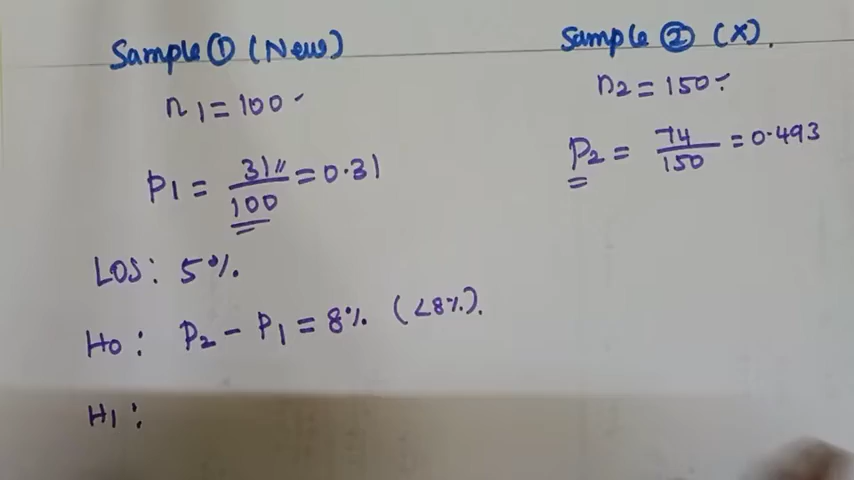 Sample ① (New)
n1 = 100
P1 = 31/100 = 0.31
Sample ② (X).
n2 = 150
P2 = 74/150 = 0.493
LOS: 5%.
H0: P2 - P1 = 8% (<8%).
H1: